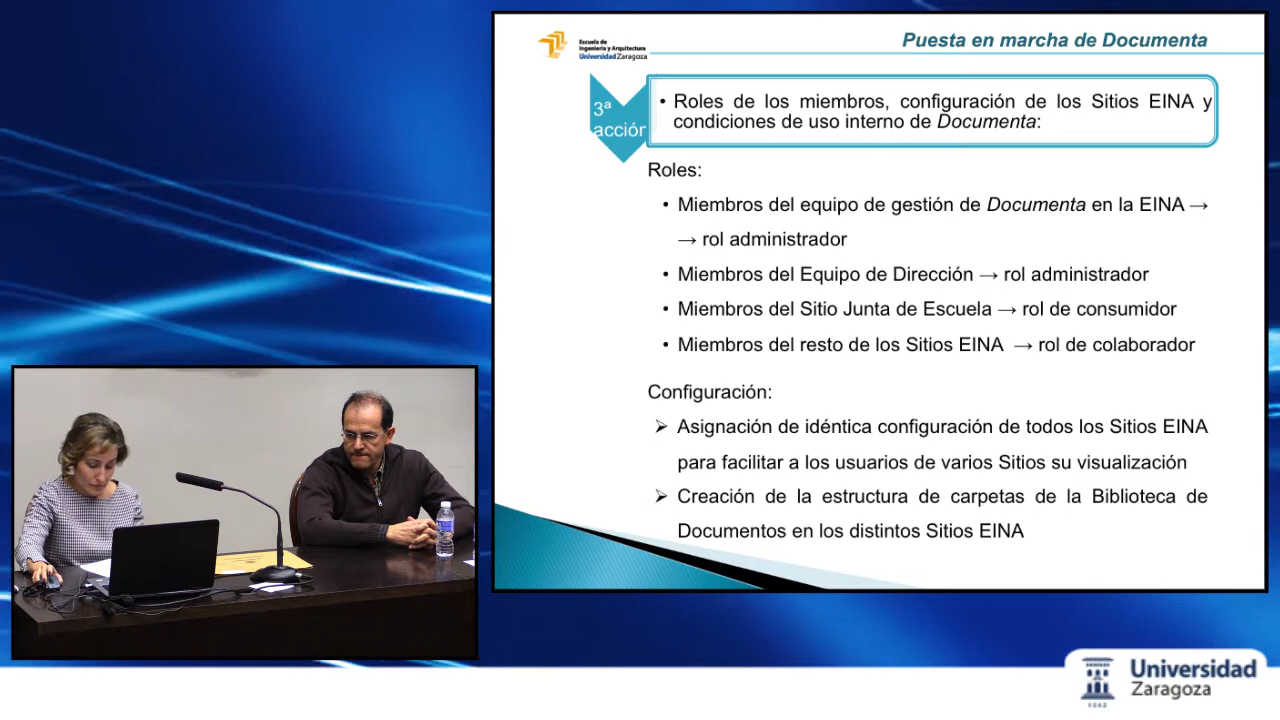 Escuela de
Ingeniería y Arquitectura
Universidad Zaragoza
Puesta en marcha de Documenta
3ª
acción
• Roles de los miembros, configuración de los Sitios EINA y
condiciones de uso interno de Documenta:
Roles:
• Miembros del equipo de gestión de Documenta en la EINA →
→ rol administrador
• Miembros del Equipo de Dirección → rol administrador
• Miembros del Sitio Junta de Escuela → rol de consumidor
• Miembros del resto de los Sitios EINA → rol de colaborador
Configuración:
➢ Asignación de idéntica configuración de todos los Sitios EINA
para facilitar a los usuarios de varios Sitios su visualización
➢ Creación de la estructura de carpetas de la Biblioteca de
Documentos en los distintos Sitios EINA
Universidad
Zaragoza
1542